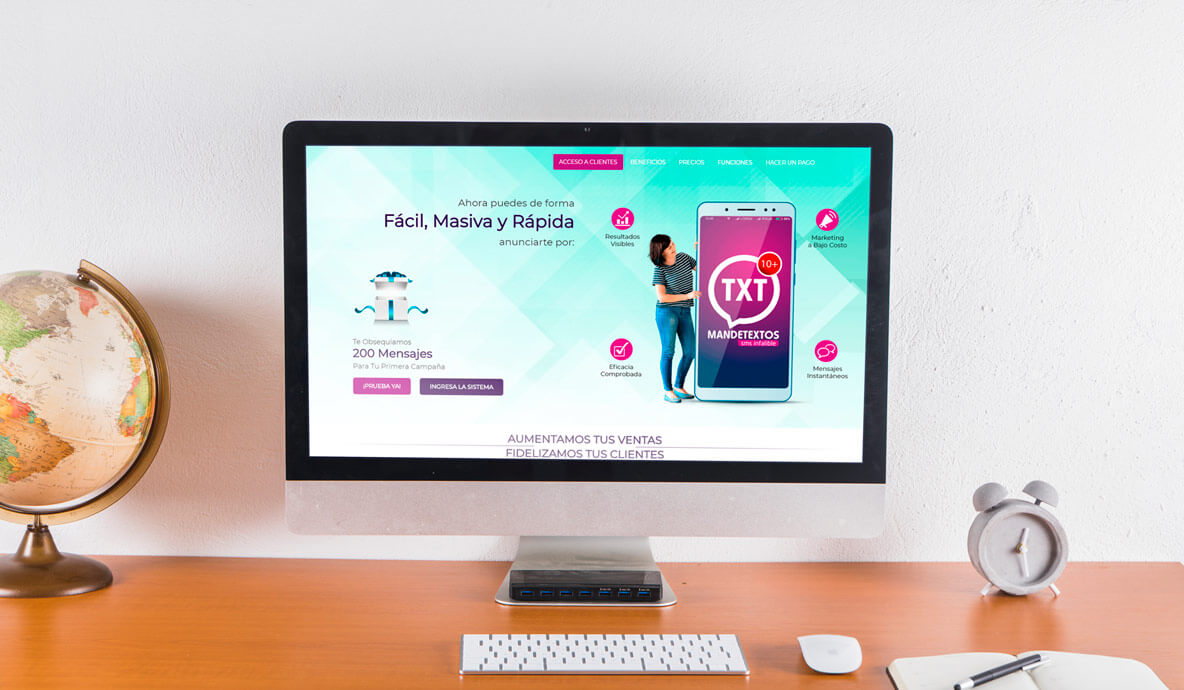 ACCESO A CLIENTES
BENEFICIOS
PRECIOS
FUNCIONES
HACER UN PAGO
Ahora puedes de forma
Fácil, Masiva y Rápida
anunciarte por:
Resultados
Visibles
Marketing
a Bajo Costo
10+
TXT
MANDETEXTOS
sms infalible
Te Obsequiamos
200 Mensajes
Para Tu Primera Campaña
¡PRUEBA YA!
INGRESA LA SISTEMA
Eficacia
Comprobada
Mensajes
Instantáneos
AUMENTAMOS TUS VENTAS
FIDELIZAMOS TUS CLIENTES